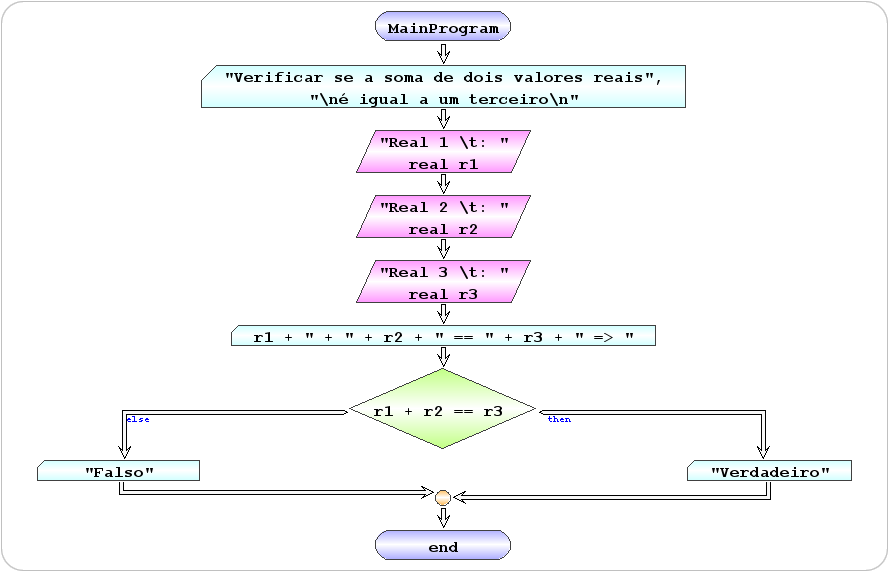 MainProgram
"Verificar se a soma de dois valores reais",
"\né igual a um terceiro\n"
"Real 1 \t: "
real r1
"Real 2 \t: "
real r2
"Real 3 \t: "
real r3
r1 + " + " + r2 + " == " + r3 + " => "
r1 + r2 == r3
else
then
"Falso"
"Verdadeiro"
end